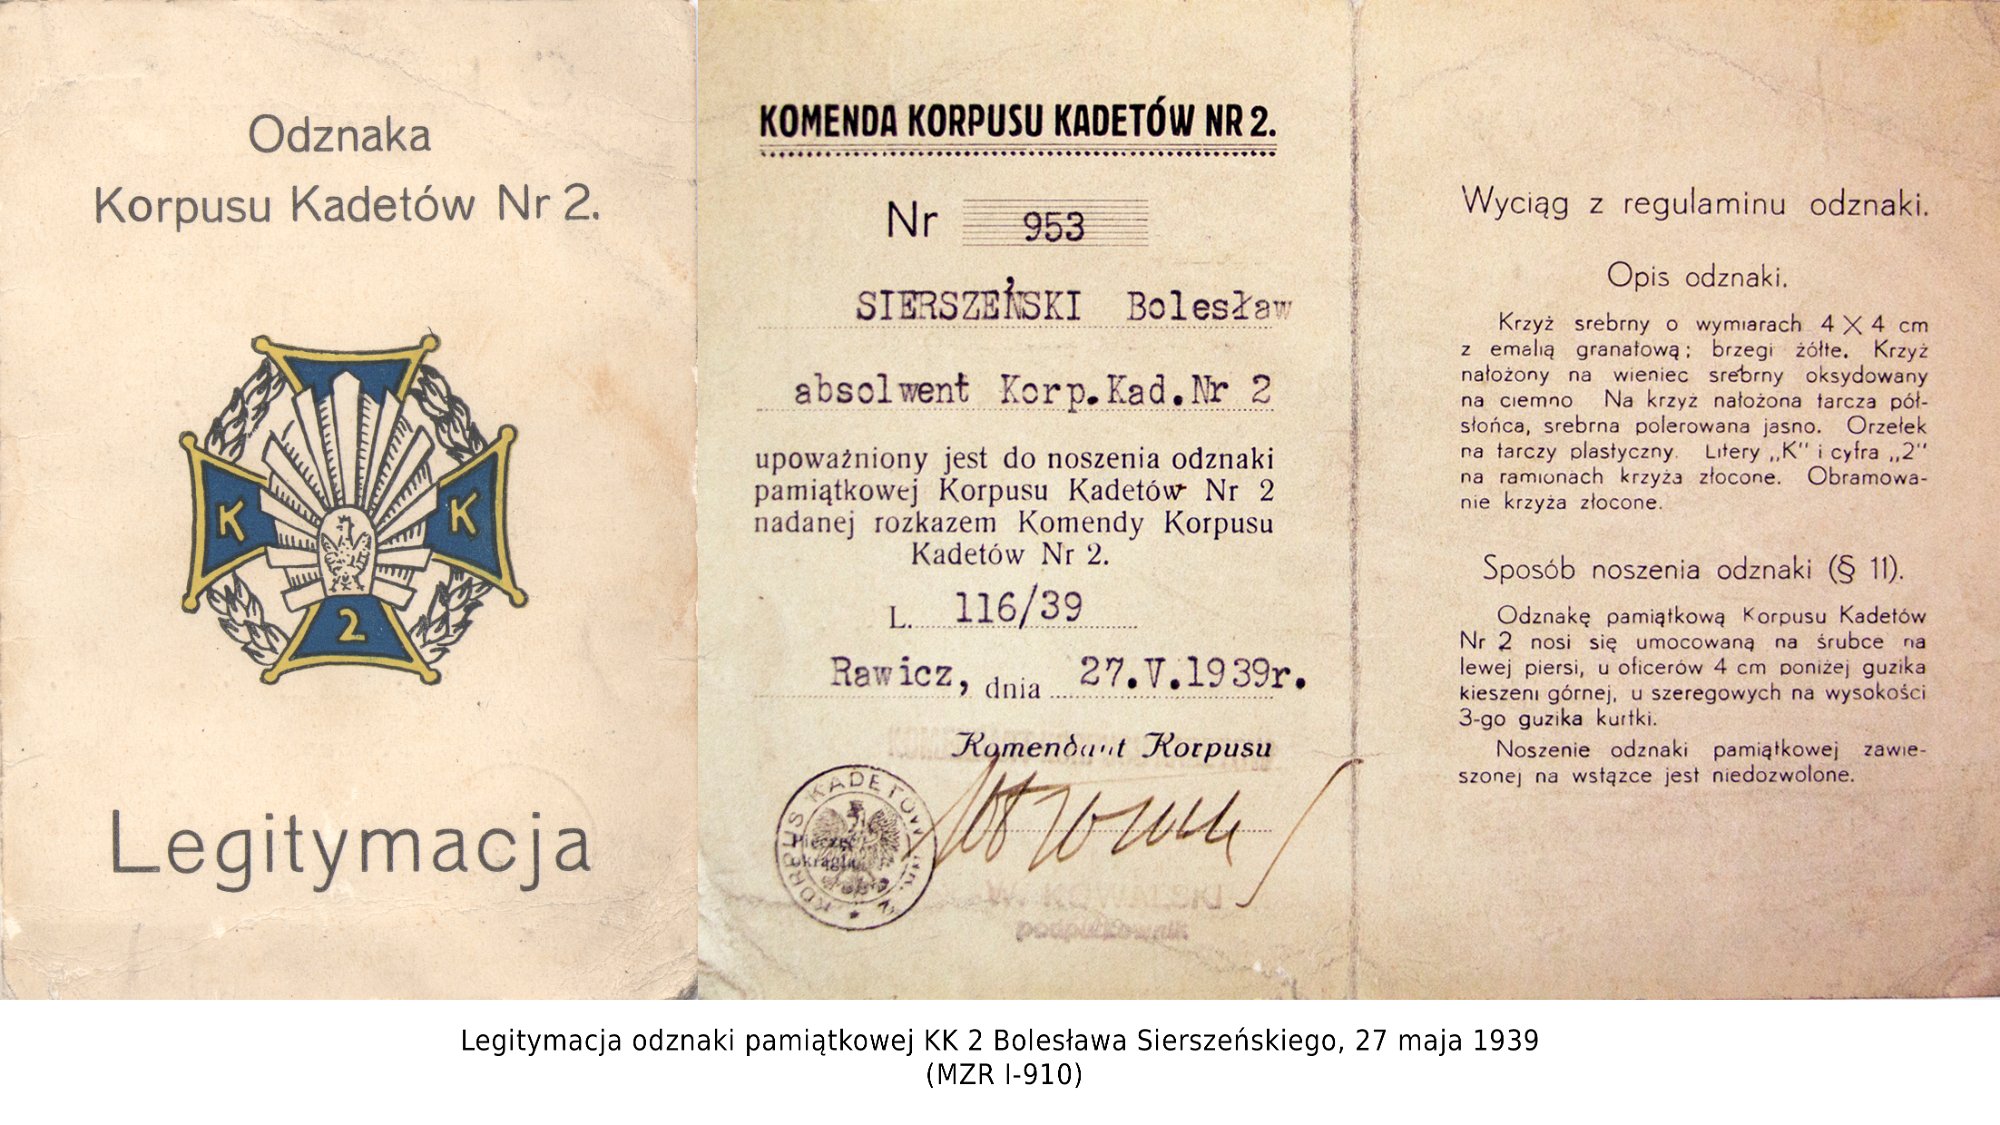 Odznaka
Korpusu Kadetów Nr 2.
K
K
2
Legitymacja
KOMENDA KORPUSU KADETÓW NR 2.
Nr 953
SIERSZEŃSKI Bolesław
absolwent Korp.Kad.Nr 2
upoważniony jest do noszenia odznaki
pamiątkowej Korpusu Kadetów Nr 2
nadanej rozkazem Komendy Korpusu
Kadetów Nr 2.
L. 116/39
Rawicz, dnia 27.V.1939r.
Komendant Korpusu
KORPUS KADETÓW NR.
Pieczęć
okrągła
W. KOWALSKI
podpułkownik
Wyciąg z regulaminu odznaki.
Opis odznaki.
Krzyż srebrny o wymiarach 4 X 4 cm
z emalią granatową; brzegi żółte. Krzyż
nałożony na wieniec srebrny oksydowany
na ciemno Na krzyż nałożona tarcza pół-
słońca, srebrna polerowana jasno. Orzełek
na tarczy plastyczny. Litery „K" i cyfra „2"
na ramionach krzyża złocone. Obramowa-
nie krzyża złocone.
Sposób noszenia odznaki (§ 11).
Odznakę pamiątkową Korpusu Kadetów
Nr 2 nosi się umocowaną na śrubce na
lewej piersi, u oficerów 4 cm poniżej guzika
kieszeni górnej, u szeregowych na wysokości
3-go guzika kurtki.
Noszenie odznaki pamiątkowej zawie-
szonej na wstążce jest niedozwolone.
Legitymacja odznaki pamiątkowej KK 2 Bolesława Sierszeńskiego, 27 maja 1939
(MZR I-910)